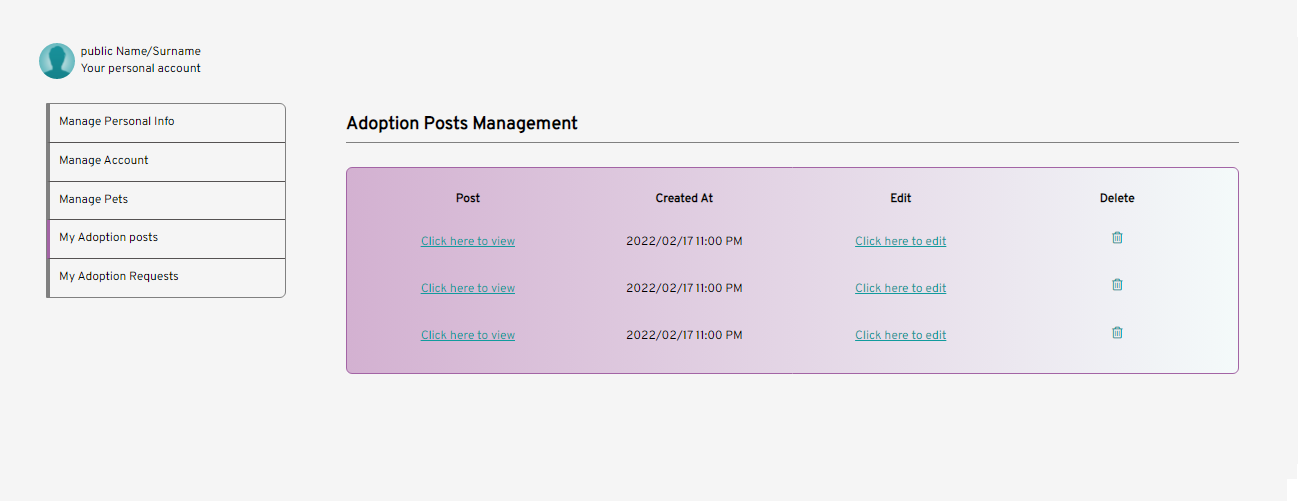 public Name/Surname
Your personal account
Manage Personal Info
Manage Account
Manage Pets
My Adoption posts
My Adoption Requests
Adoption Posts Management
Post Created At Edit Delete
Click here to view 2022/02/17 11:00 PM Click here to edit
Click here to view 2022/02/17 11:00 PM Click here to edit
Click here to view 2022/02/17 11:00 PM Click here to edit